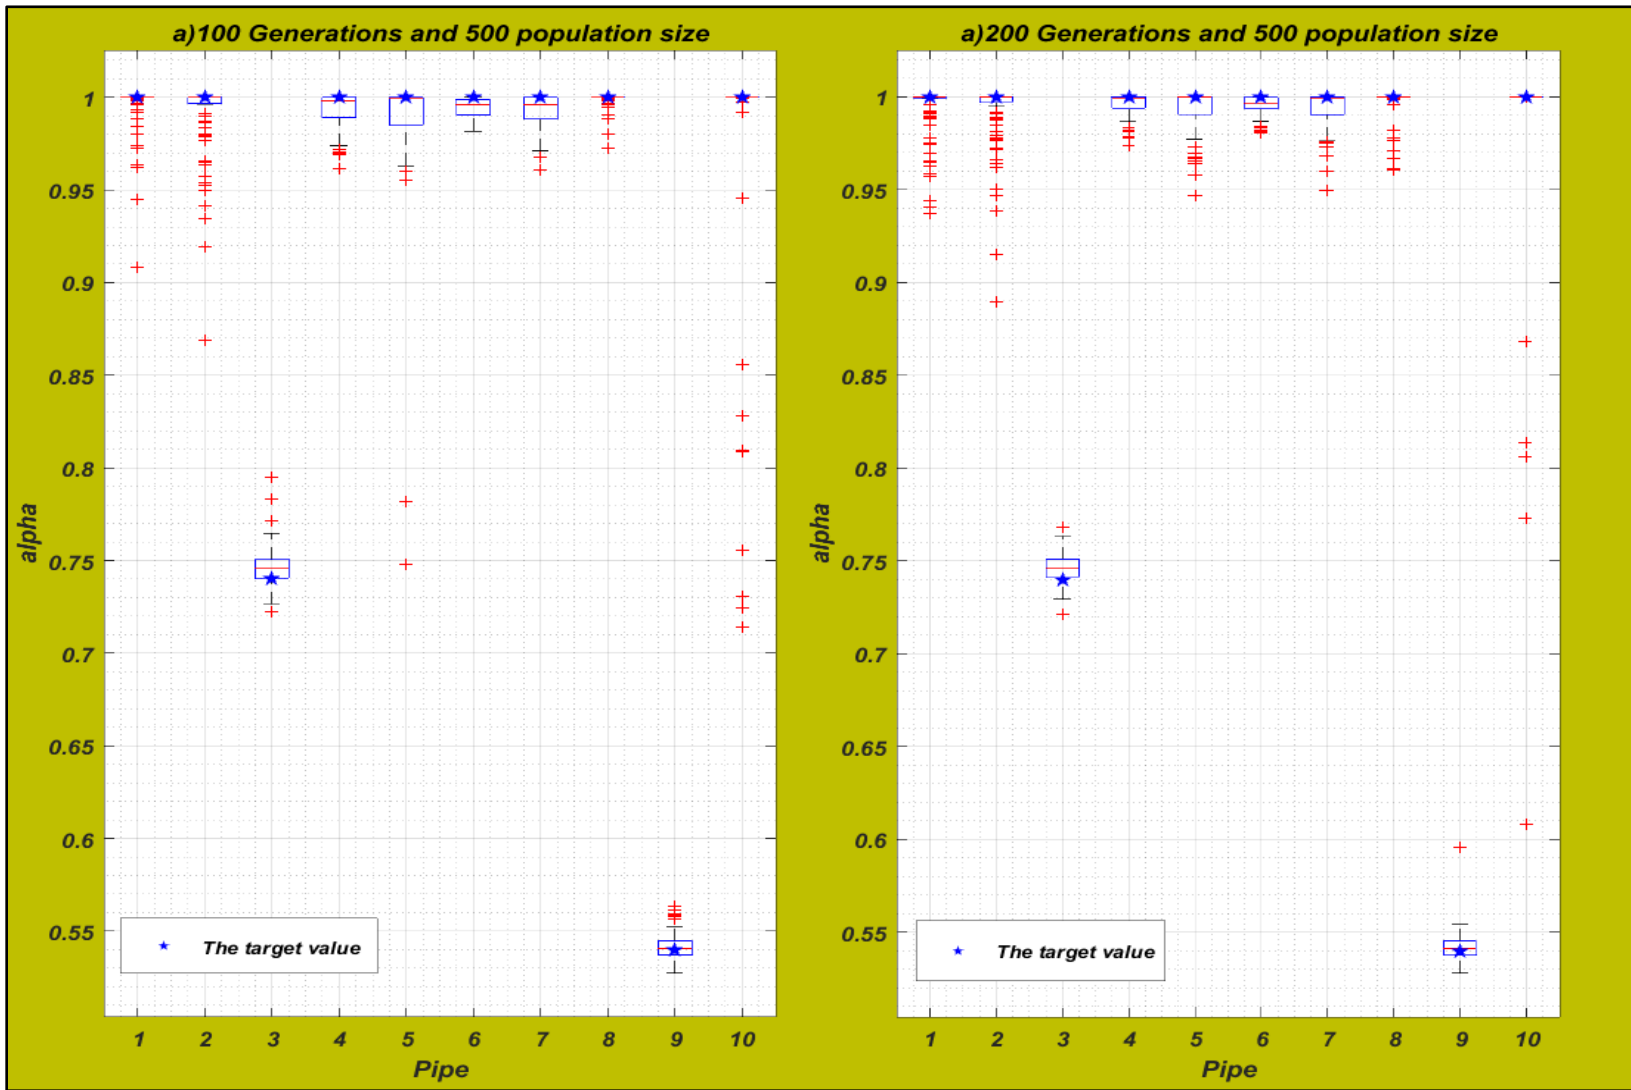 a)100 Generations and 500 population size
1
0.95
0.9
0.85
0.8
0.75
0.7
0.65
0.6
0.55
alpha
The target value
1 2 3 4 5 6 7 8 9 10
Pipe
a)200 Generations and 500 population size
1
0.95
0.9
0.85
0.8
0.75
0.7
0.65
0.6
0.55
alpha
The target value
1 2 3 4 5 6 7 8 9 10
Pipe